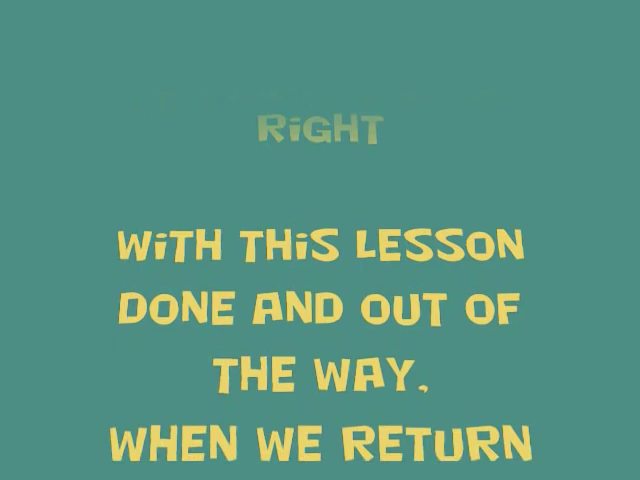 RiGHT
WiTH THiS LESSON
DONE AND OUT OF
THE WAY,
WHEN WE RETURN